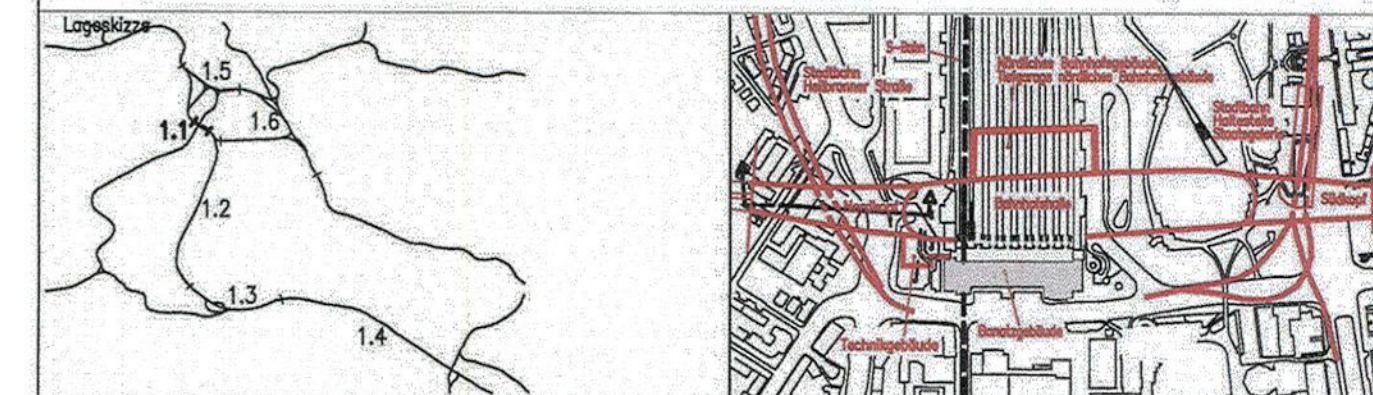 Lageskizze
1.5
1.1
1.6
1.2
1.3
1.4
S-Bahn
Stadtbahn
Heilbronner Straße
Nördliches Bahnhofsgebäude
Tiefgarage nördliches Bahnhofsgebäude
Stadtbahn
Haltestelle
Staatsgalerie
Bahnhofshalle
Südkopf
Technikgebäude
Bonatzgebäude